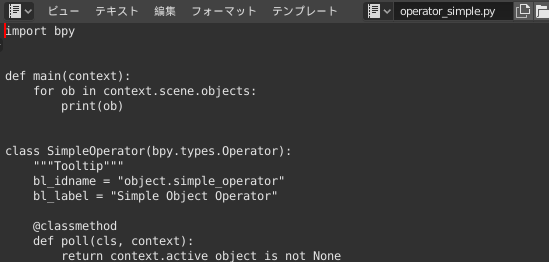 ビュー テキスト 編集 フォーマット テンプレート operator_simple.py
import bpy
def main(context):
    for ob in context.scene.objects:
        print(ob)
class SimpleOperator(bpy.types.Operator):
    """Tooltip"""
    bl_idname = "object.simple_operator"
    bl_label = "Simple Object Operator"
    @classmethod
    def poll(cls, context):
        return context.active_object is not None